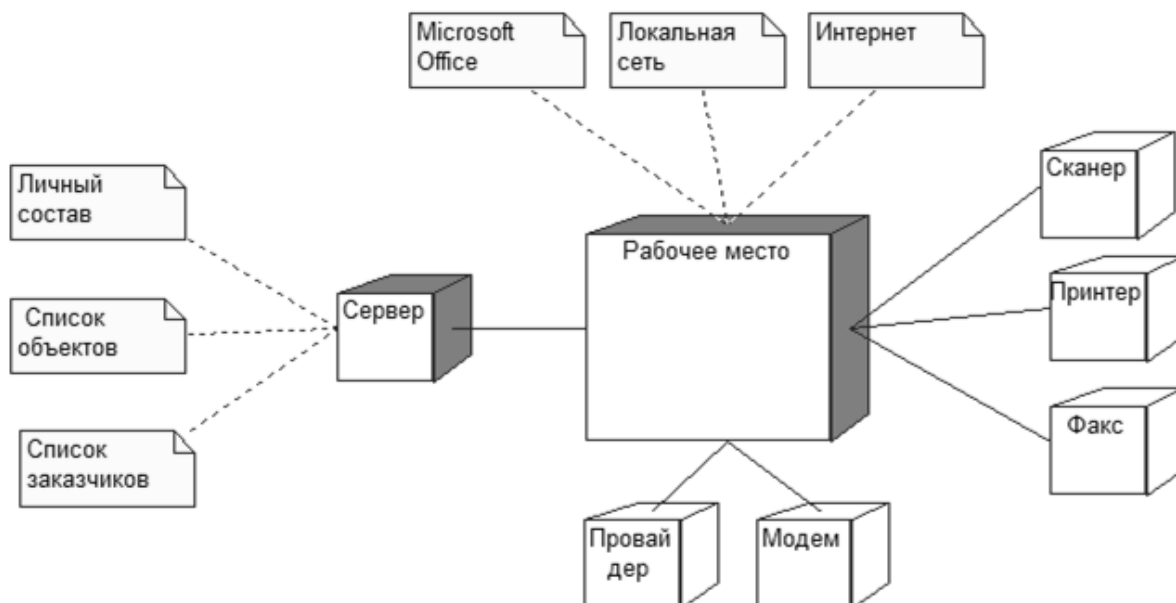 Microsoft
Office
Локальная
сеть
Интернет
Сканер
Личный
состав
Рабочее место
Принтер
Сервер
Список
объектов
Факс
Список
заказчиков
Провай
дер
Модем